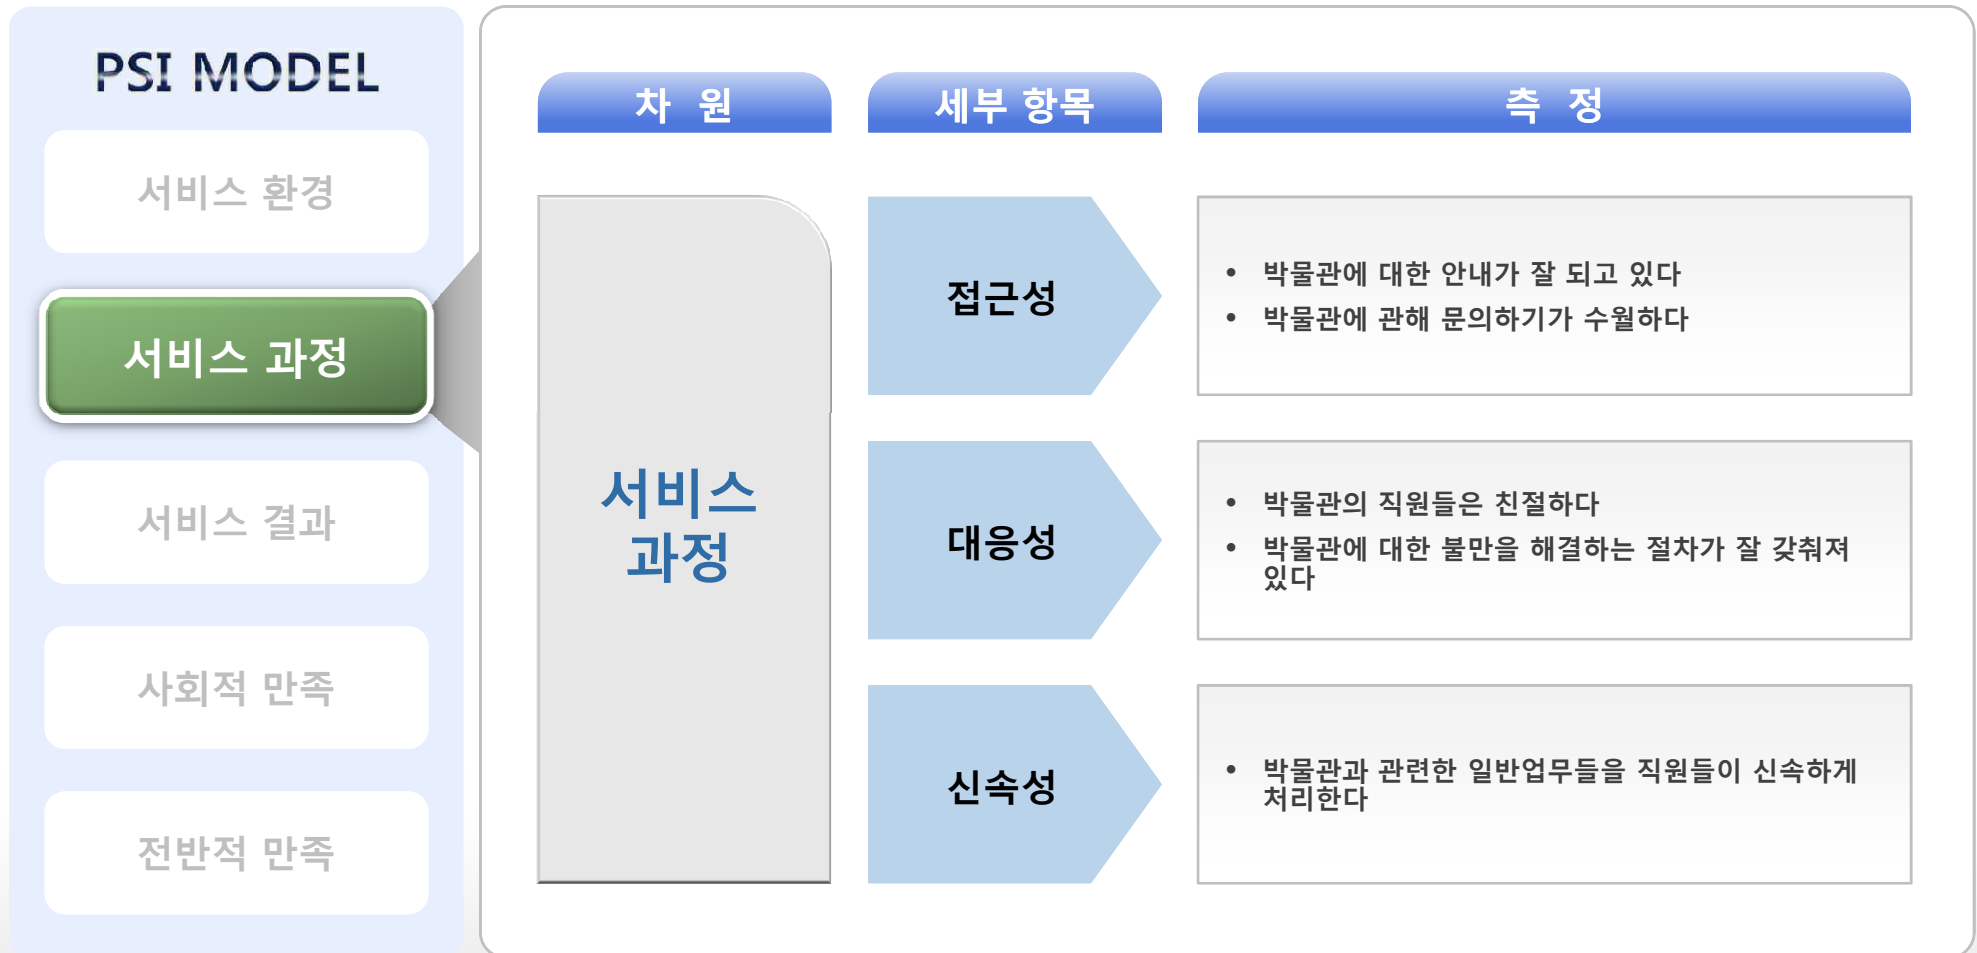 PSI MODEL
서비스 환경
서비스 과정
서비스 결과
사회적 만족
전반적 만족
차 원
세부 항목
측 정
서비스
과정
접근성
• 박물관에 대한 안내가 잘 되고 있다
• 박물관에 관해 문의하기가 수월하다
대응성
• 박물관의 직원들은 친절하다
• 박물관에 대한 불만을 해결하는 절차가 잘 갖춰져
있다
신속성
• 박물관과 관련한 일반업무들을 직원들이 신속하게
처리한다